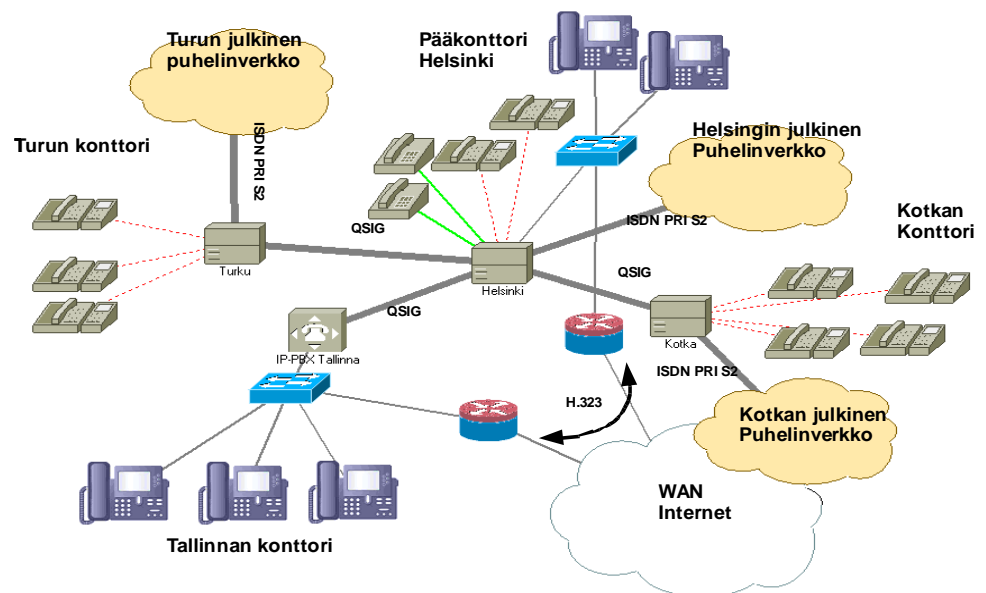 Turun julkinen
puhelinverkko
Pääkonttori
Helsinki
Turun konttori
ISDN PRI S2
Helsingin julkinen
Puhelinverkko
ISDN PRI S2
Kotkan
Konttori
QSIG
Turku
Helsinki
QSIG
QSIG
Kotka
IP-PBX Tallinna
ISDN PRI S2
H.323
Kotkan julkinen
Puhelinverkko
WAN
Internet
Tallinnan konttori